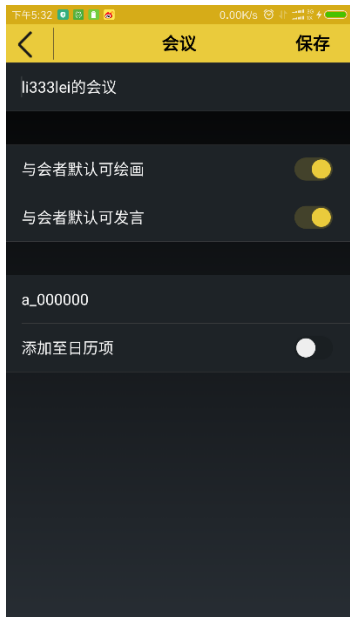 下午5:32
0.00K/s
会议
保存
li333lei的会议
与会者默认可绘画
与会者默认可发言
a_000000
添加至日历项